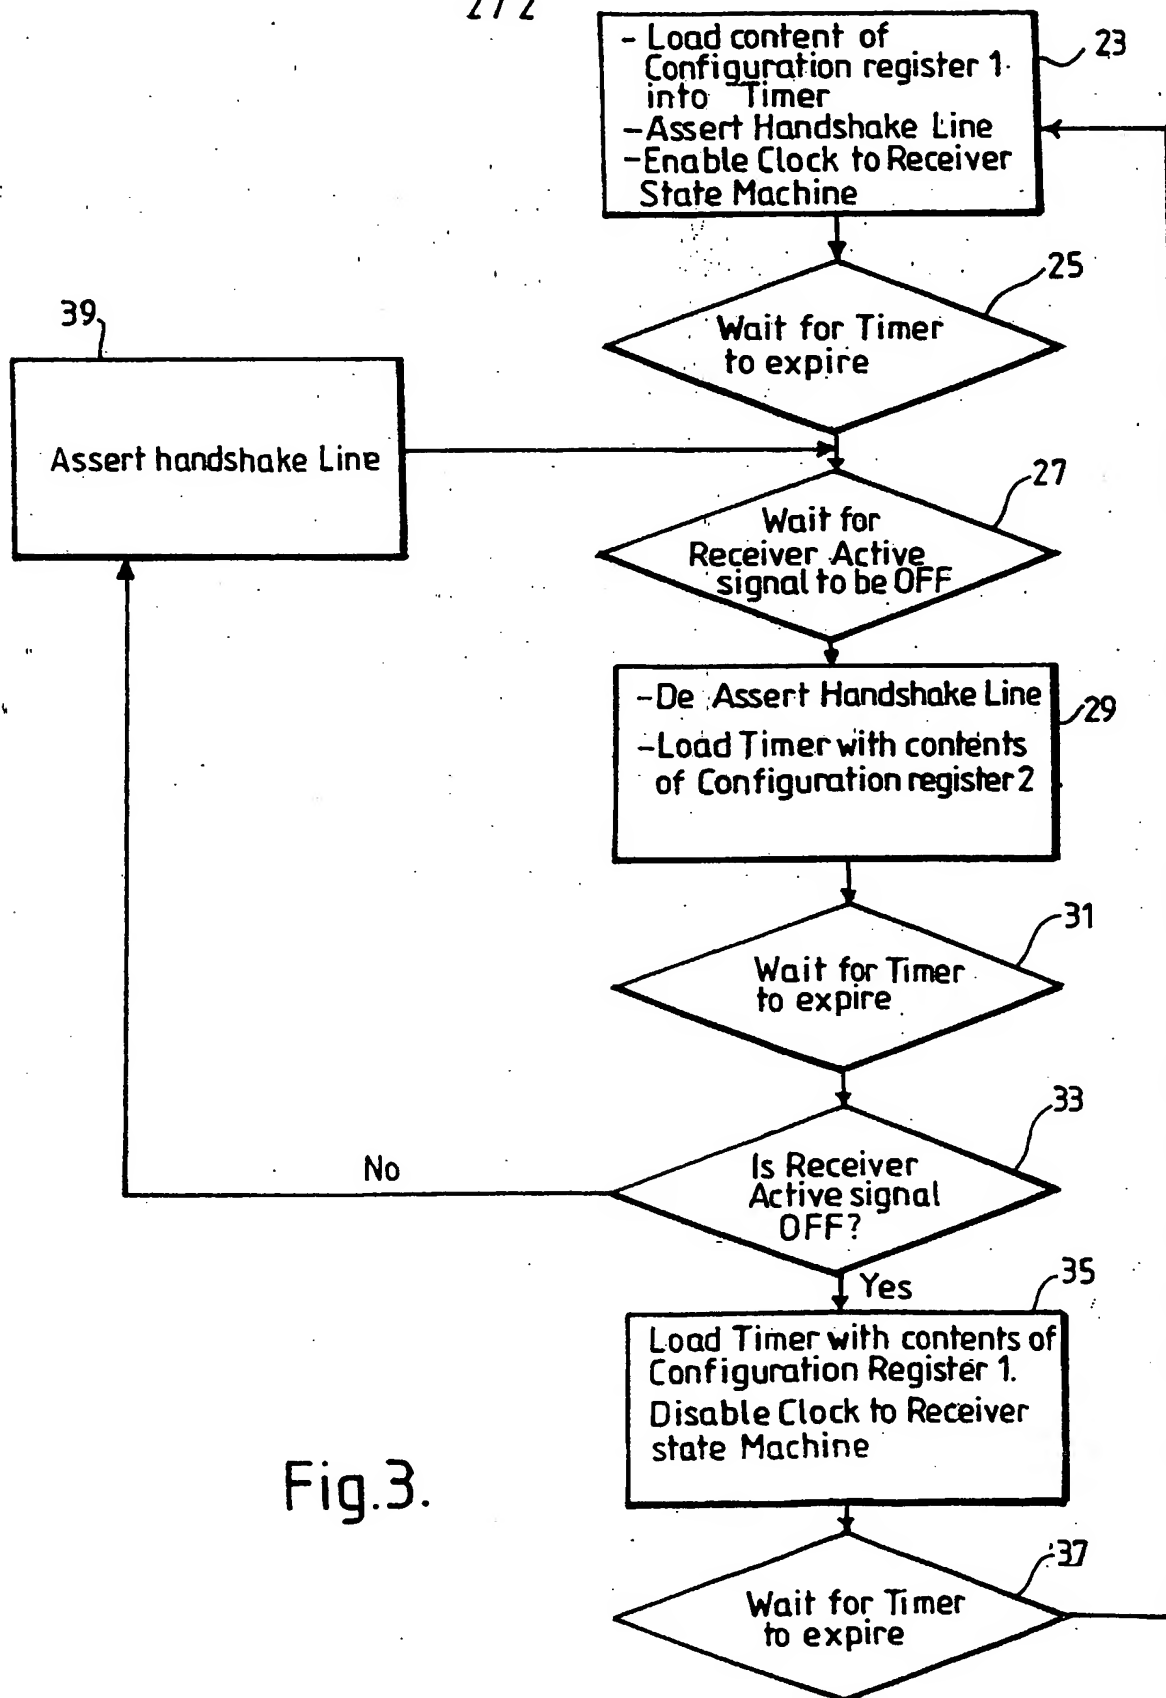 2/2
- Load content of
Configuration register 1
into Timer
- Assert Handshake Line
- Enable Clock to Receiver
State Machine
23
Wait for Timer
to expire
25
39
Assert handshake Line
Wait for
Receiver Active
signal to be OFF
27
- De Assert Handshake Line
- Load Timer with contents
of Configuration register 2
29
Wait for Timer
to expire
31
Is Receiver
Active signal
OFF?
33
No
Yes
Load Timer with contents of
Configuration Register 1.
Disable Clock to Receiver
state Machine
35
Wait for Timer
to expire
37
Fig.3.